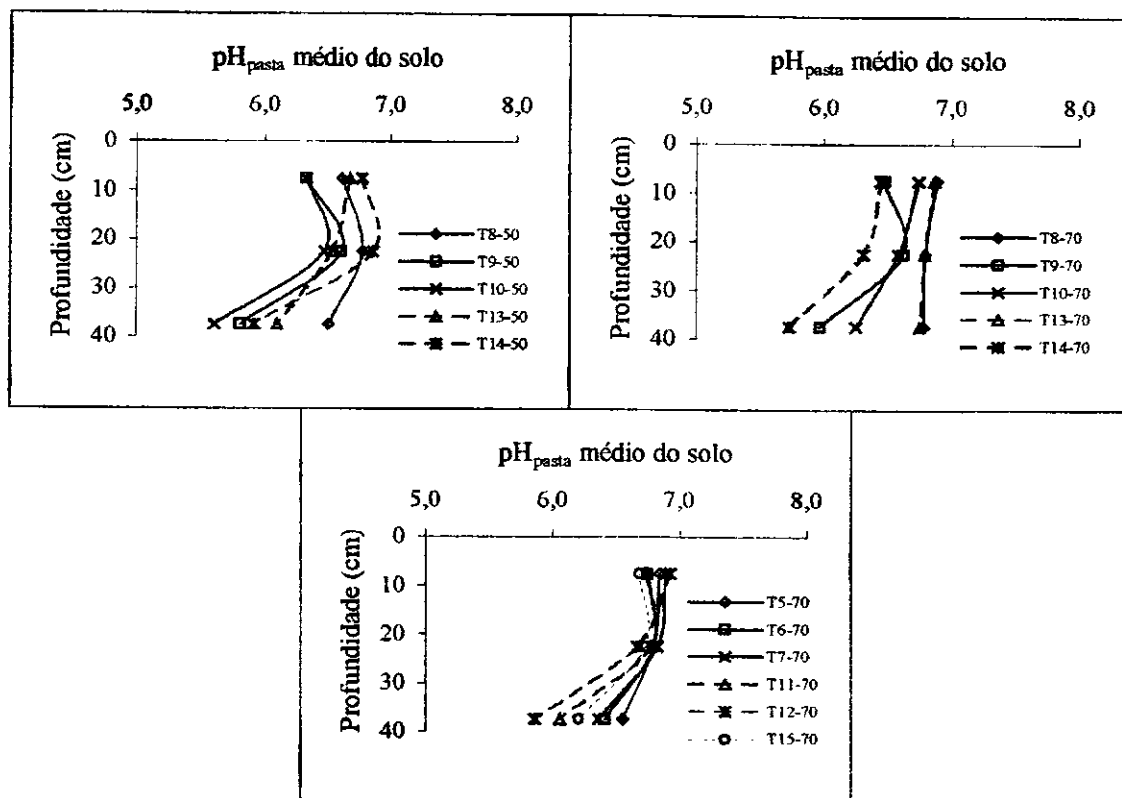 pHpasta médio do solo
5,0 6,0 7,0 8,0
Profundidade (cm)
0
10
20
30
40
T8-50
T9-50
T10-50
T13-50
T14-50
pHpasta médio do solo
5,0 6,0 7,0 8,0
Profundidade (cm)
0
10
20
30
40
T8-70
T9-70
T10-70
T13-70
T14-70
pHpasta médio do solo
5,0 6,0 7,0 8,0
Profundidade (cm)
0
10
20
30
40
T5-70
T6-70
T7-70
T11-70
T12-70
T15-70